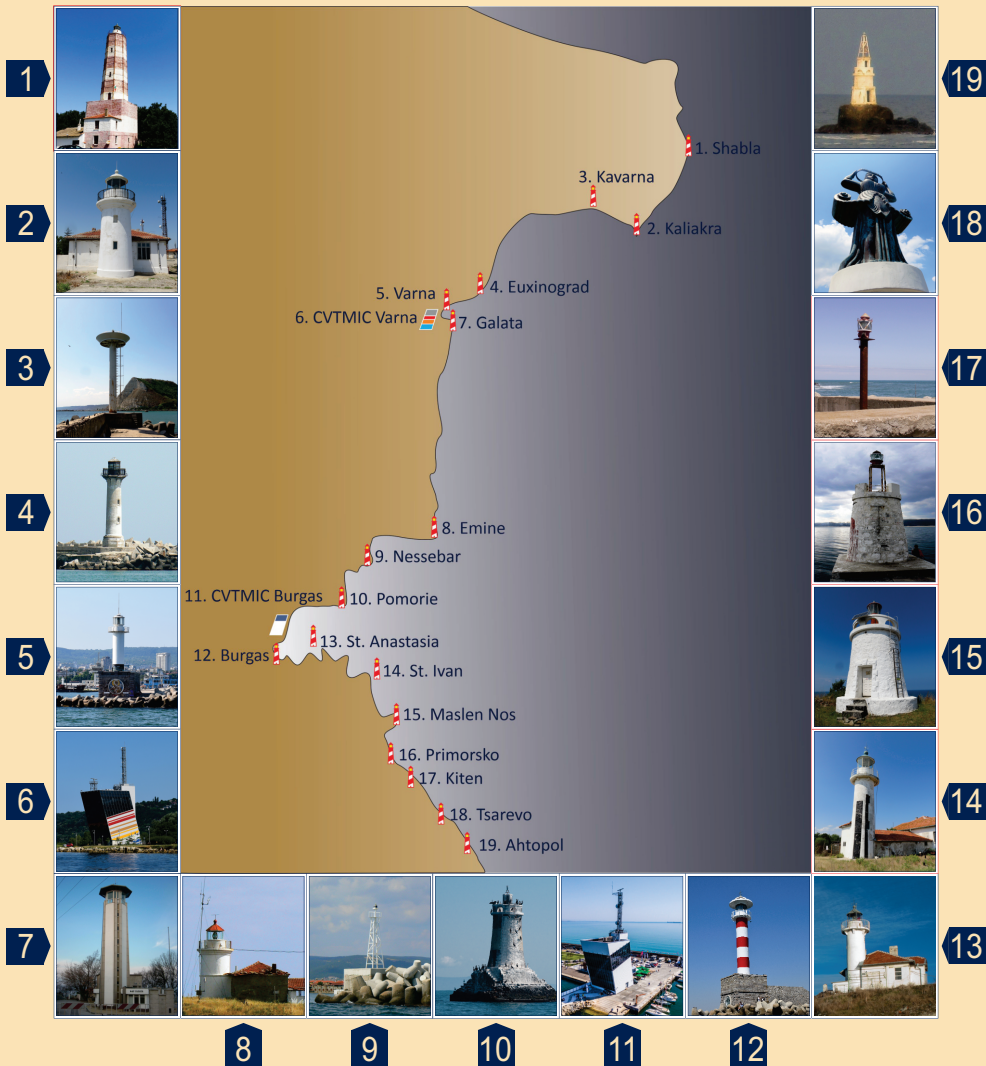 1
2
3
4
5
6
7
8
9
10
11
12
13
14
15
16
17
18
19
1. Shabla
3. Kavarna
2. Kaliakra
4. Euxinograd
5. Varna
6. CVTMIC Varna
7. Galata
8. Emine
9. Nessebar
11. CVTMIC Burgas
10. Pomorie
13. St. Anastasia
12. Burgas
14. St. Ivan
15. Maslen Nos
16. Primorsko
17. Kiten
18. Tsarevo
19. Ahtopol